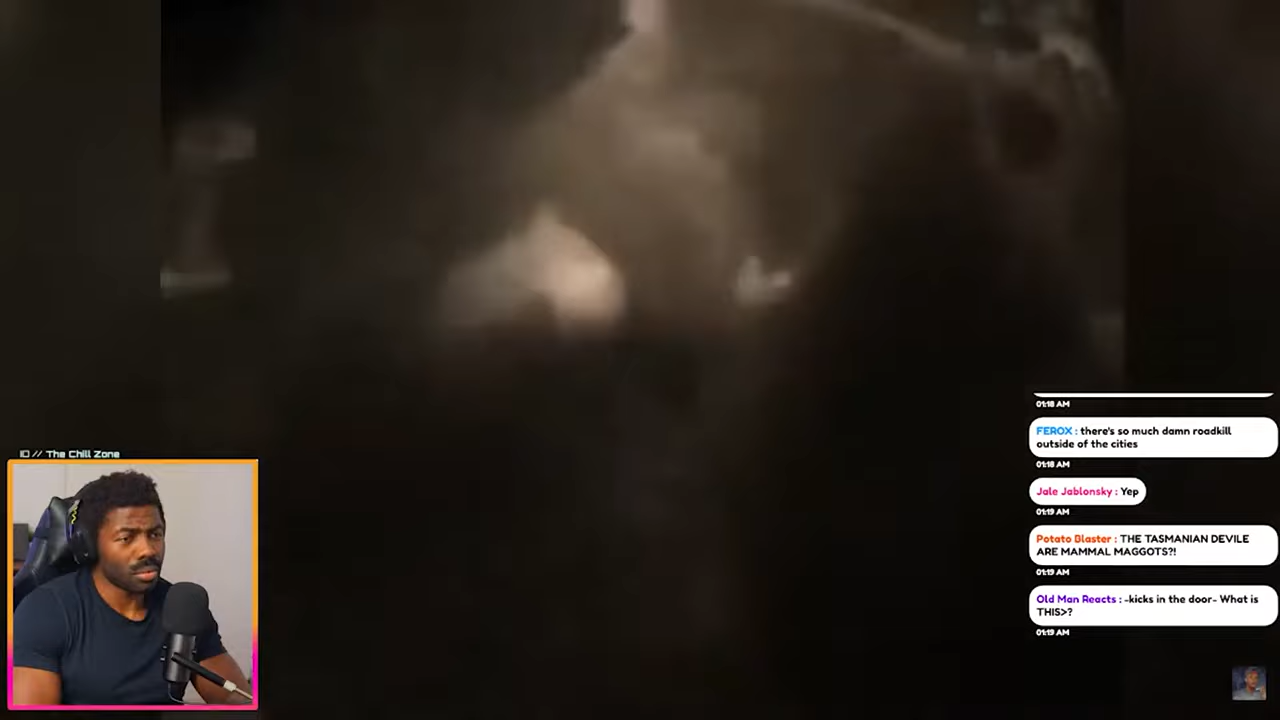 01:18 AM
FEROX : there's so much damn roadkill
outside of the cities
01:18 AM
Jale Jablonsky : Yep
01:19 AM
Potato Blaster : THE TASMANIAN DEVILE
ARE MAMMAL MAGGOTS?!
01:19 AM
Old Man Reacts : -kicks in the door- What is
THIS>?
01:19 AM
ID // The Chill Zone